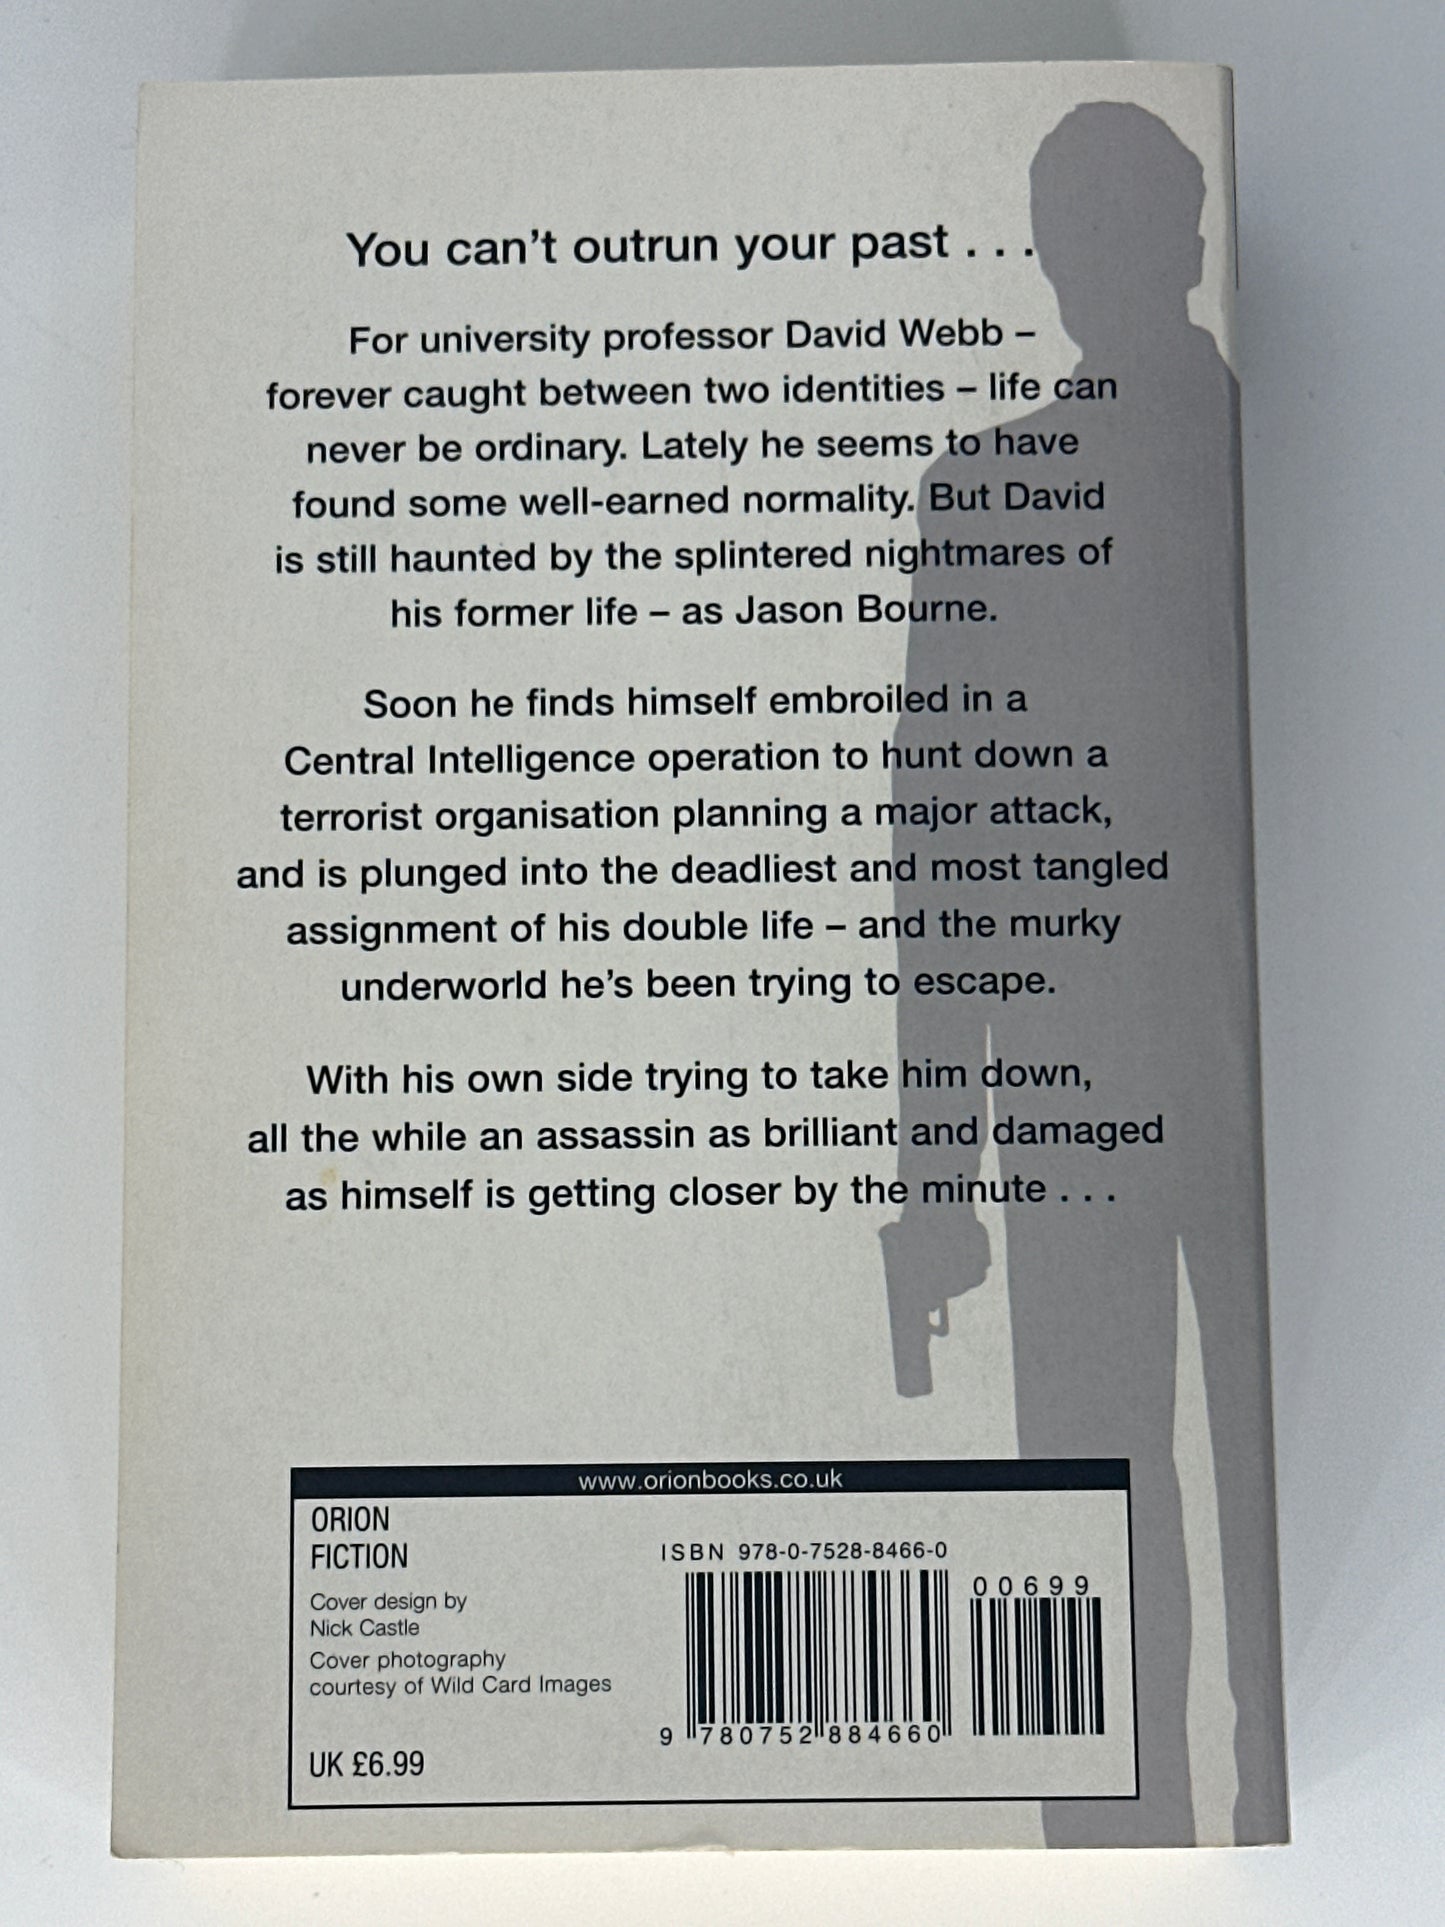 You can't outrun your past . . .
For university professor David Webb –
forever caught between two identities – life can
never be ordinary. Lately he seems to have
found some well-earned normality. But David
is still haunted by the splintered nightmares of
his former life – as Jason Bourne.
Soon he finds himself embroiled in a
Central Intelligence operation to hunt down a
terrorist organisation planning a major attack,
and is plunged into the deadliest and most tangled
assignment of his double life – and the murky
underworld he's been trying to escape.
With his own side trying to take him down,
all the while an assassin as brilliant and damaged
as himself is getting closer by the minute . . .
www.orionbooks.co.uk
ORION
FICTION
Cover design by
Nick Castle
Cover photography
courtesy of Wild Card Images
UK £6.99
ISBN 978-0-7528-8466-0
00699
9 780752 884660